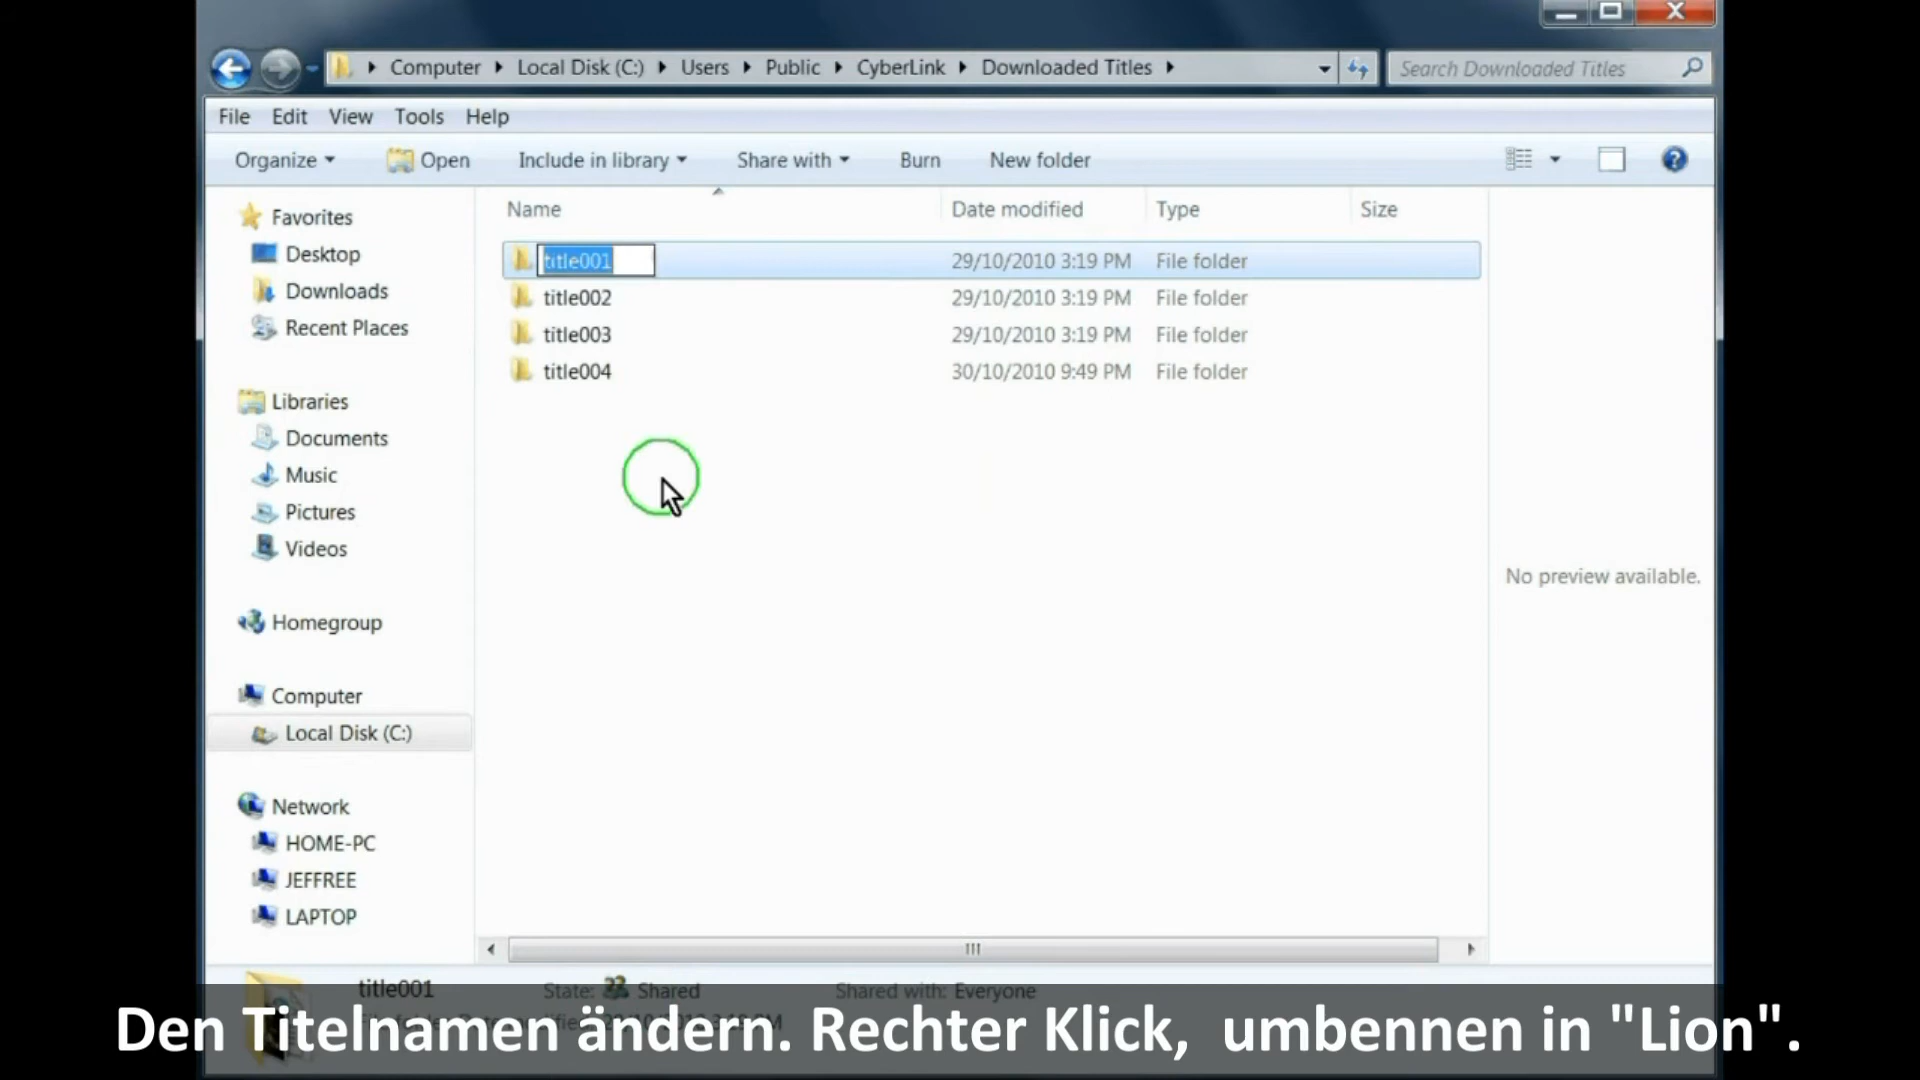 Computer Local Disk (C:) Users Public CyberLink Downloaded Titles Search Downloaded Titles
File Edit View Tools Help
Organize Open Include in library Share with Burn New folder
Name Date modified Type Size
title001 29/10/2010 3:19 PM File folder
title002 29/10/2010 3:19 PM File folder
title003 29/10/2010 3:19 PM File folder
title004 30/10/2010 9:49 PM File folder
Favorites
Desktop
Downloads
Recent Places
Libraries
Documents
Music
Pictures
Videos
Homegroup
Computer
Local Disk (C:)
Network
HOME-PC
JEFFREE
LAPTOP
No preview available.
title001 State: Shared Shared with: Everyone
Den Titelnamen ändern. Rechter Klick, umbennen in "Lion".